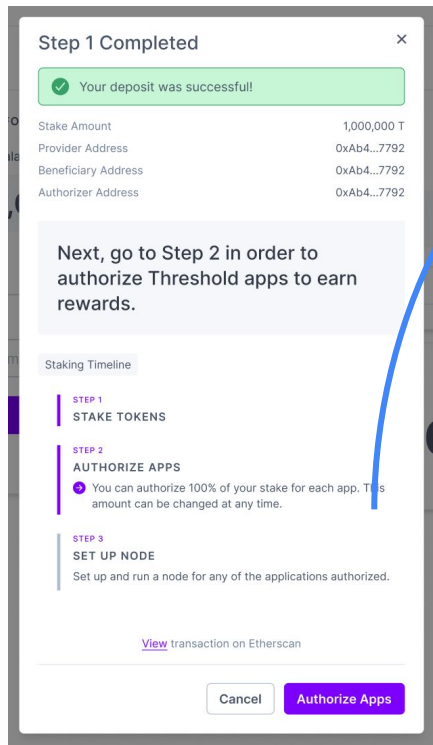 Step 1 Completed
Your deposit was successful!
Stake Amount 1,000,000 T
Provider Address 0xAb4...7792
Beneficiary Address 0xAb4...7792
Authorizer Address 0xAb4...7792
Next, go to Step 2 in order to
authorize Threshold apps to earn
rewards.
Staking Timeline
STEP 1
STAKE TOKENS
STEP 2
AUTHORIZE APPS
You can authorize 100% of your stake for each app. This
amount can be changed at any time.
STEP 3
SET UP NODE
Set up and run a node for any of the applications authorized.
View transaction on Etherscan
Cancel
Authorize Apps